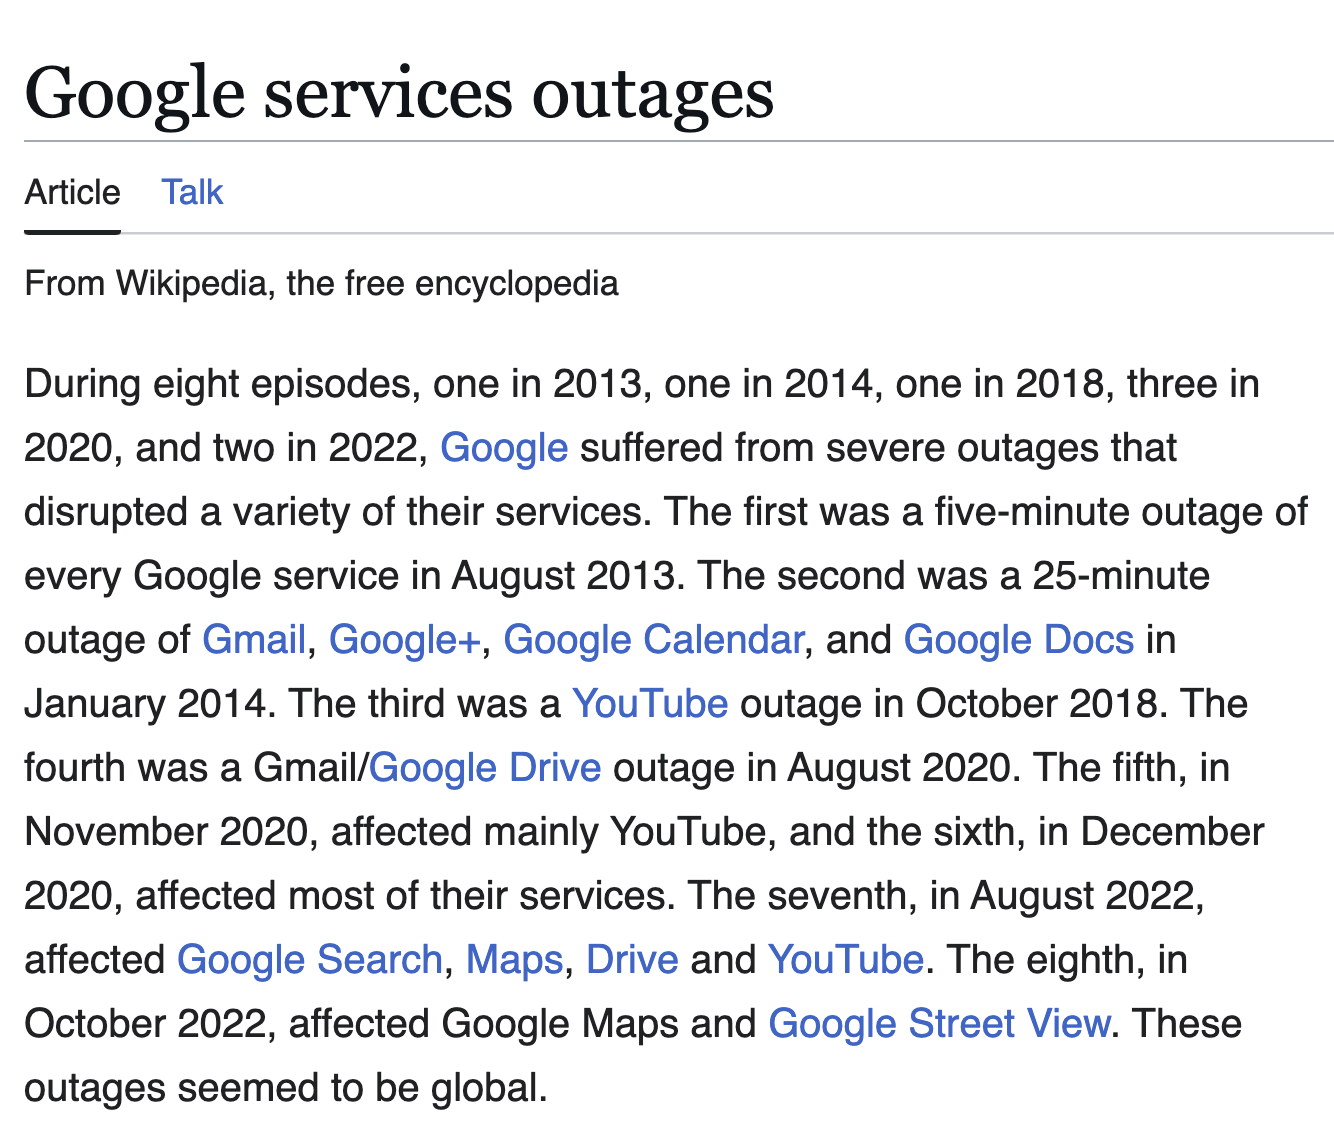 Google services outages
Article Talk
From Wikipedia, the free encyclopedia
During eight episodes, one in 2013, one in 2014, one in 2018, three in
2020, and two in 2022, Google suffered from severe outages that
disrupted a variety of their services. The first was a five-minute outage of
every Google service in August 2013. The second was a 25-minute
outage of Gmail, Google+, Google Calendar, and Google Docs in
January 2014. The third was a YouTube outage in October 2018. The
fourth was a Gmail/Google Drive outage in August 2020. The fifth, in
November 2020, affected mainly YouTube, and the sixth, in December
2020, affected most of their services. The seventh, in August 2022,
affected Google Search, Maps, Drive and YouTube. The eighth, in
October 2022, affected Google Maps and Google Street View. These
outages seemed to be global.